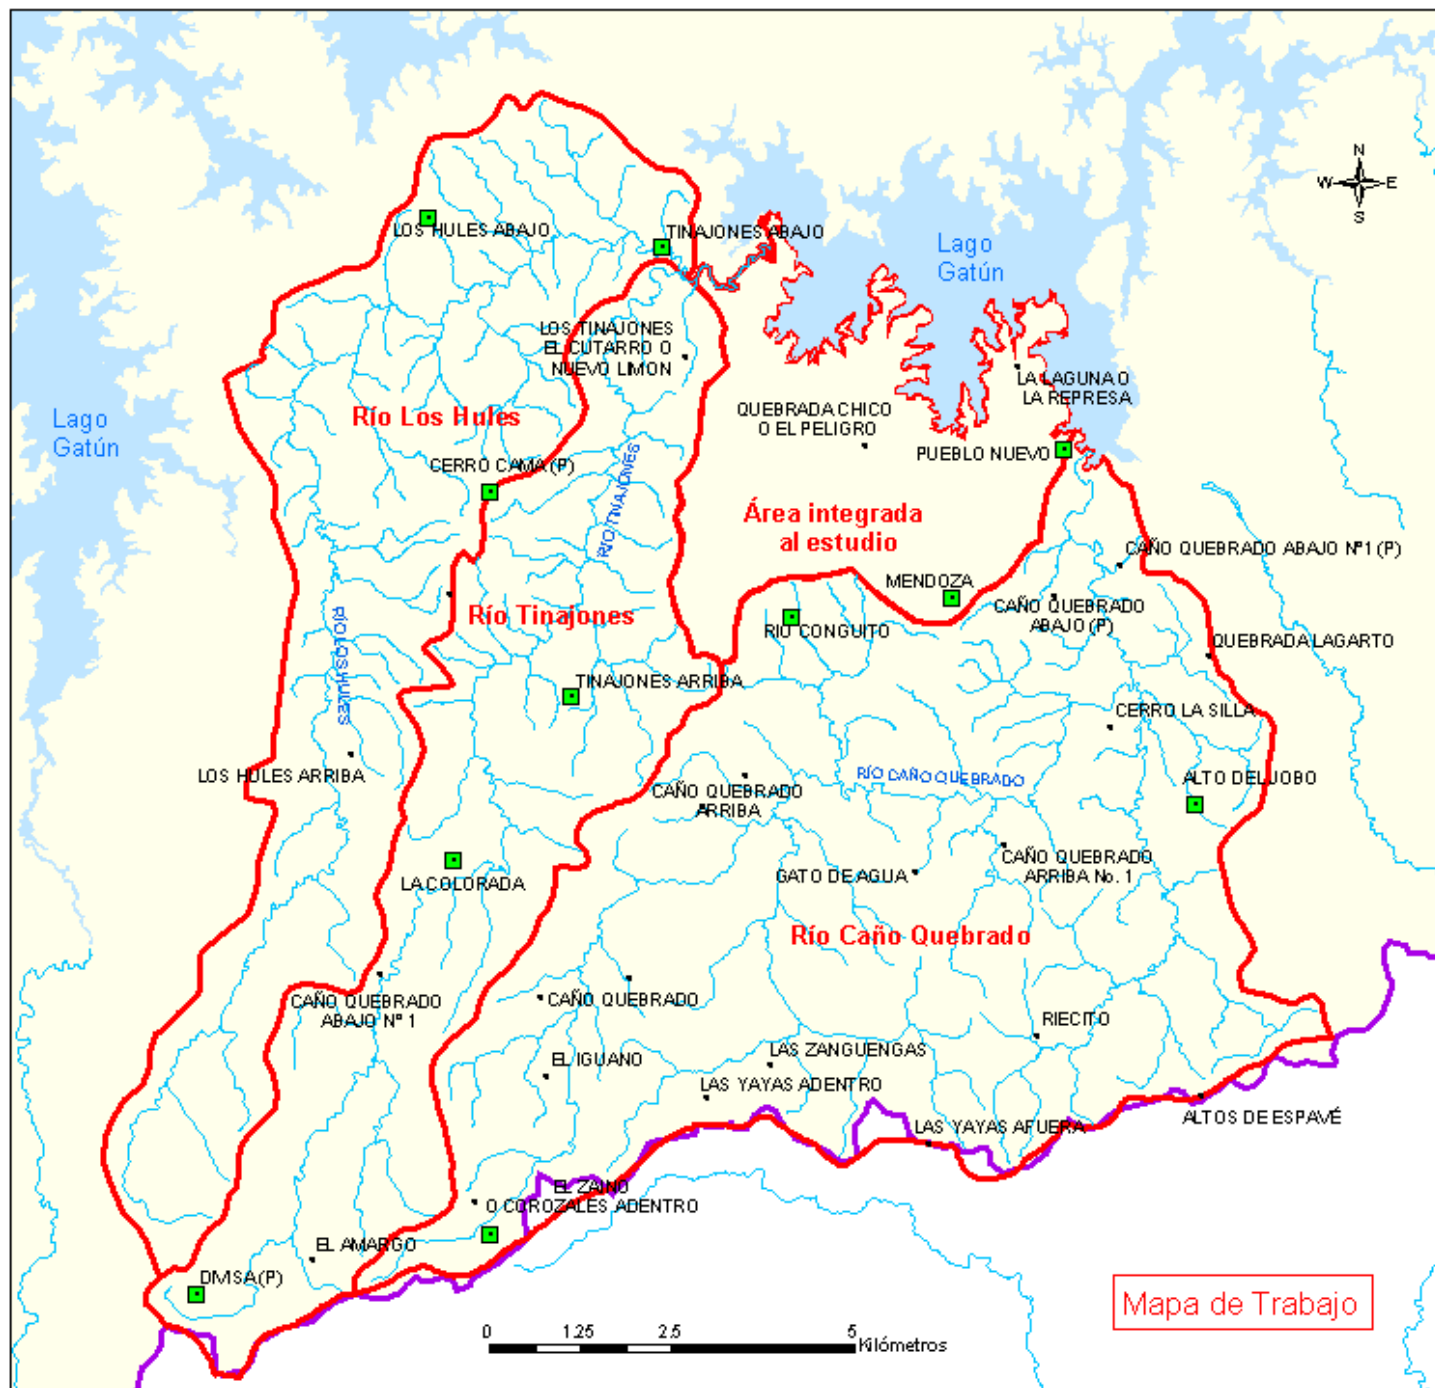 N
W E
S
LOS HULES ABAJO
TINAJONES ABAJO
Lago
Gatún
LOS TINAJONES
EL CUTARRO O
NUEVO LIMON
LA LAGUNA O
LA REPRESA
Lago
Gatún
Río Los Hules
QUEBRADA CHICO
O EL PELIGRO
PUEBLO NUEVO
CERRO CAMA (P)
RÍO TINAJONES
Área integrada
al estudio
CAÑO QUEBRADO ABAJO Nº 1 (P)
MENDOZA
CAÑO QUEBRADO
ABAJO (P)
Río Tinajones
RIO CONGUITO
RÍO LOS HULES
QUEBRADA LAGARTO
TINAJONES ARRIBA
CERRO LA SILLA
LOS HULES ARRIBA
RÍO CAÑO QUEBRADO
ALTO DEL JOBO
CAÑO QUEBRADO
ARRIBA
CAÑO QUEBRADO
ARRIBA No. 1
GATO DE AGUA
LA COLORADA
Río Caño Quebrado
CAÑO QUEBRADO
ABAJO Nº 1
CAÑO QUEBRADO
RIECITO
EL IGUANO
LAS ZANGUENGAS
LAS YAYAS ADENTRO
ALTOS DE ESPAVÉ
LAS YAYAS AFUERA
EL ZAINO
O COROZALES ADENTRO
EL AMARGO
DMSA (P)
Mapa de Trabajo
0 1.25 2.5 5
Kilómetros